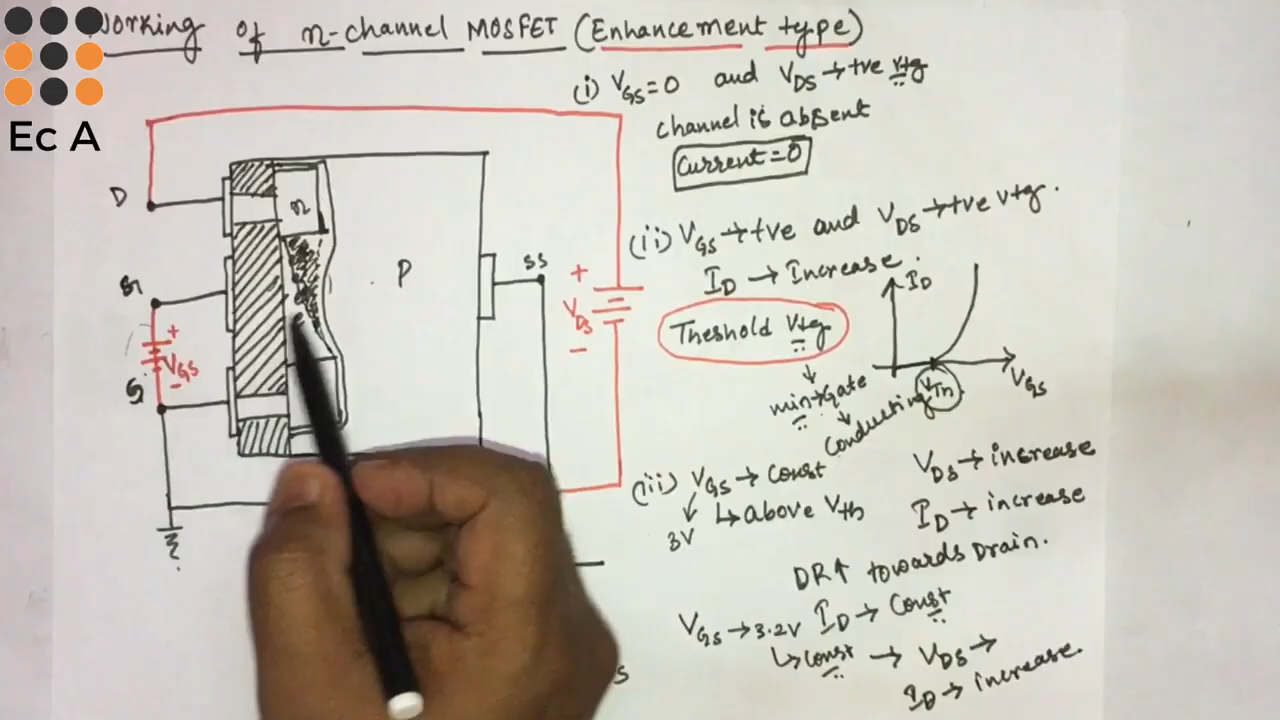 Working of n-channel MOSFET (Enhancement type)
Ec A
(i) VGS=0 and VDS→+ve vtg
channel is absent
Current=0
(ii) VGS→+ve and VDS→+ve vtg.
ID→Increase.
Theshold Vtg
min→Gate
conducting
ID
VTh
VGS
(iii) VGS→const
3V
↳above Vth
VDS→increase
ID→increase
DR↑ towards Drain.
VGS→3.2V ID→Const
↳const → VDS→
ID→increase.
D
n
P
SS
+
VDS
-
+
VGS
-
s